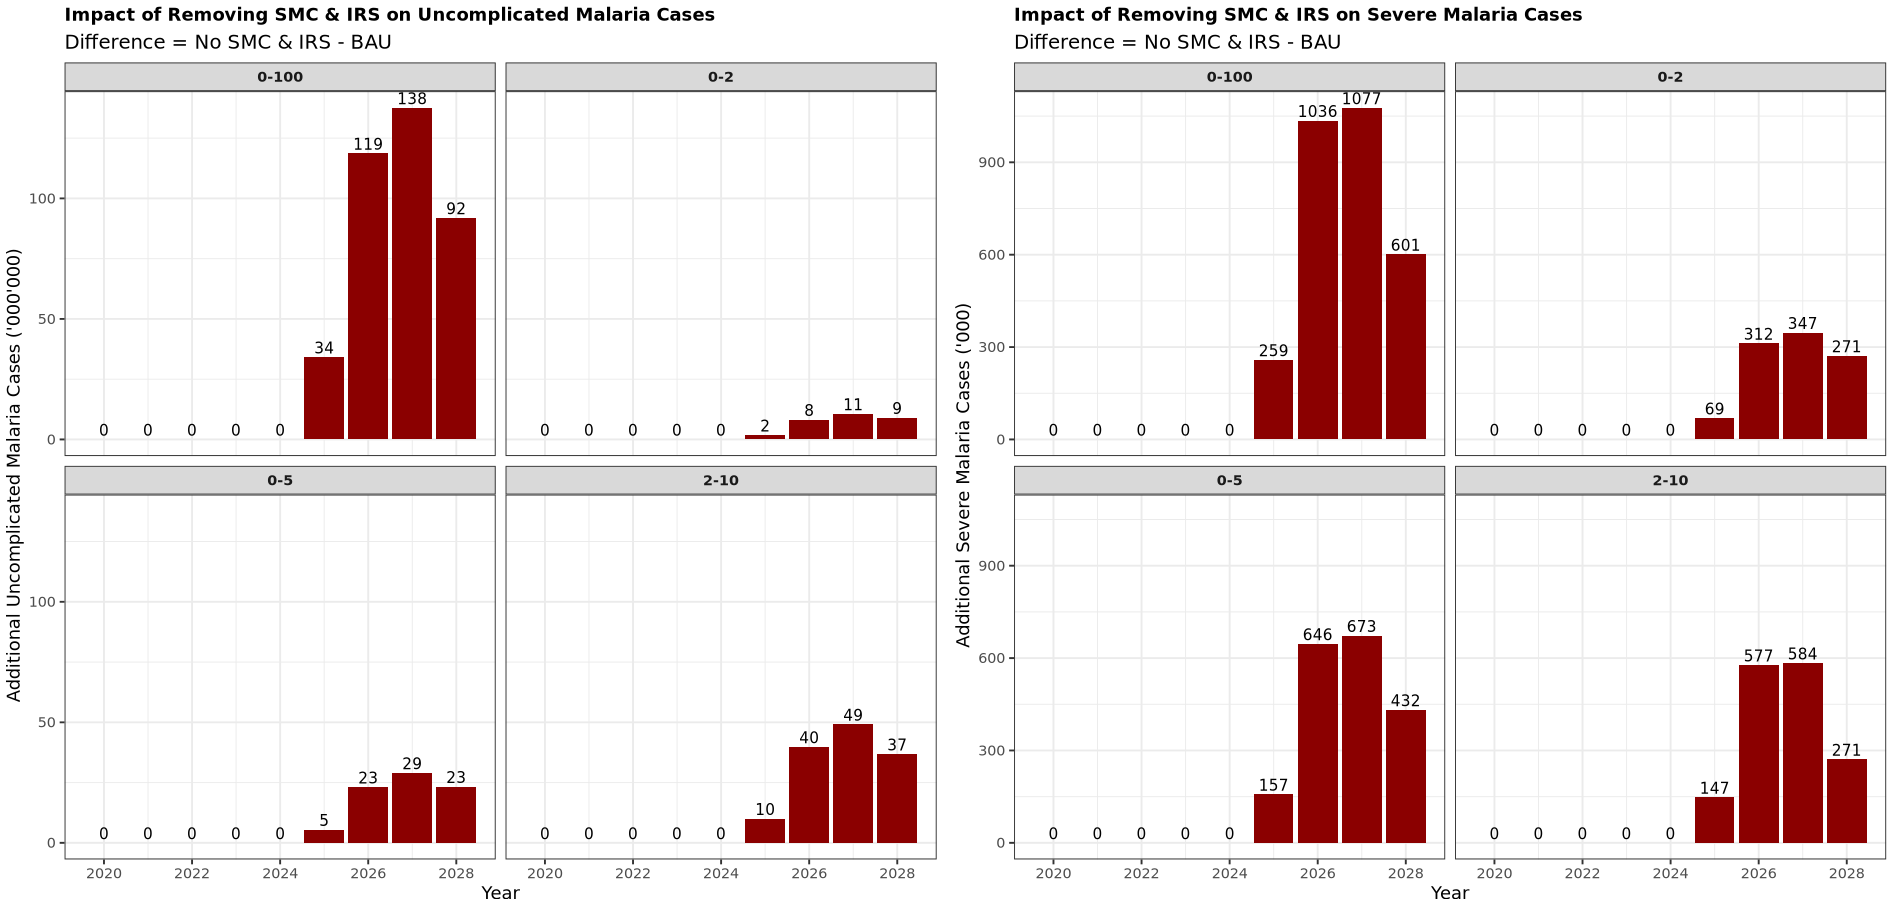 Impact of Removing SMC & IRS on Uncomplicated Malaria Cases
Difference = No SMC & IRS - BAU
Additional Uncomplicated Malaria Cases ('000'000)
0-100
100
50
0
0 0 0 0 0 34 119 138 92
0-2
0 0 0 0 0 2 8 11 9
0-5
100
50
0
0 0 0 0 0 5 23 29 23
2020 2022 2024 2026 2028
2-10
0 0 0 0 0 10 40 49 37
2020 2022 2024 2026 2028
Year
Impact of Removing SMC & IRS on Severe Malaria Cases
Difference = No SMC & IRS - BAU
Additional Severe Malaria Cases ('000)
0-100
900
600
300
0
0 0 0 0 0 259 1036 1077 601
0-2
0 0 0 0 0 69 312 347 271
0-5
900
600
300
0
0 0 0 0 0 157 646 673 432
2020 2022 2024 2026 2028
2-10
0 0 0 0 0 147 577 584 271
2020 2022 2024 2026 2028
Year